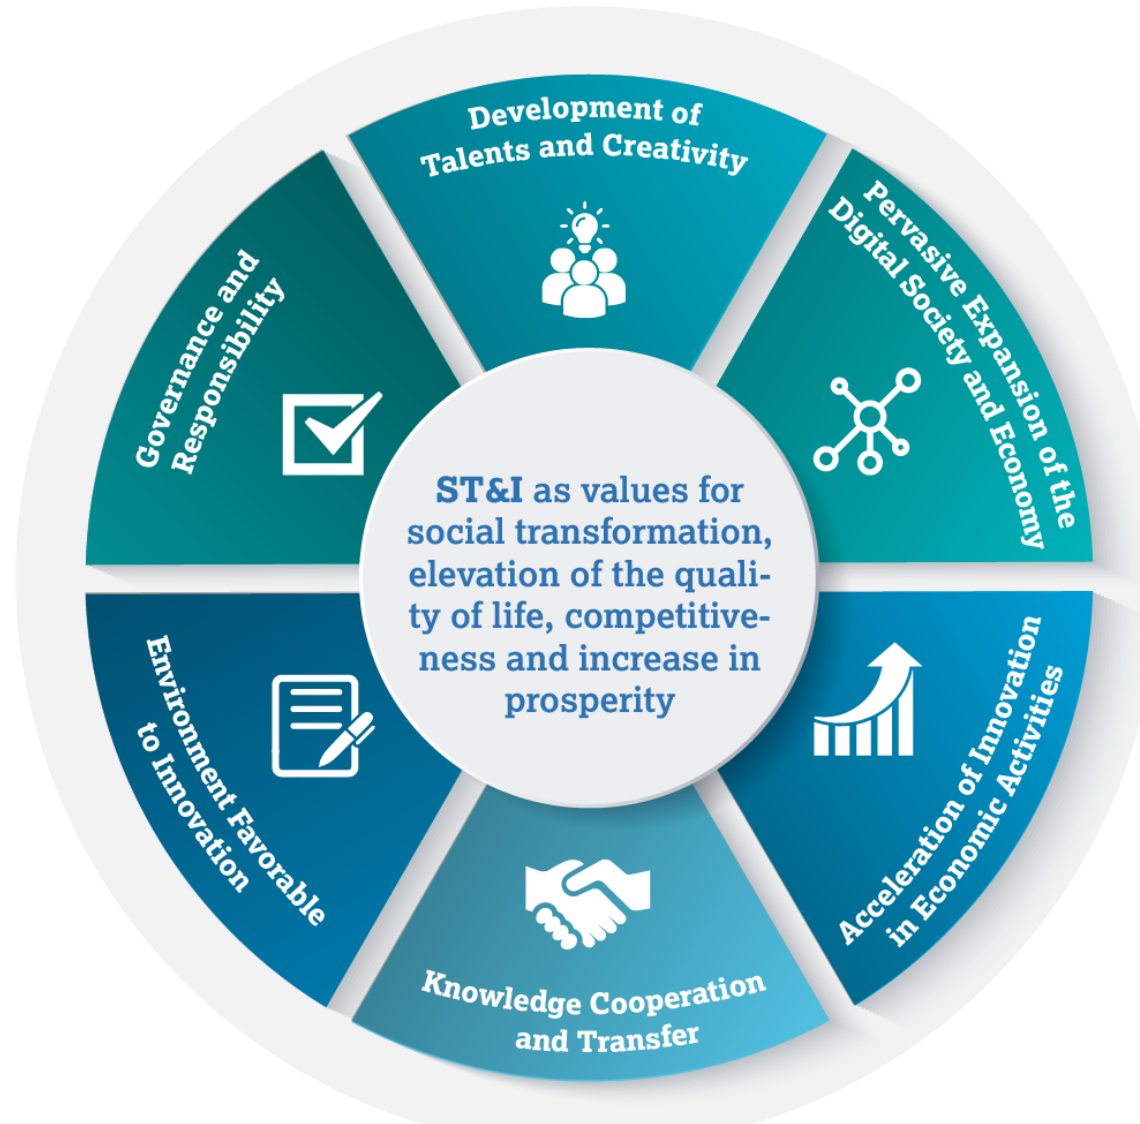 Development of
Talents and Creativity
Pervasive Expansion of the
Digital Society and Economy
Acceleration of Innovation
in Economic Activities
Knowledge Cooperation
and Transfer
Environment Favorable
to Innovation
Governance and
Responsibility
ST&I as values for
social transformation,
elevation of the quali-
ty of life, competitive-
ness and increase in
prosperity